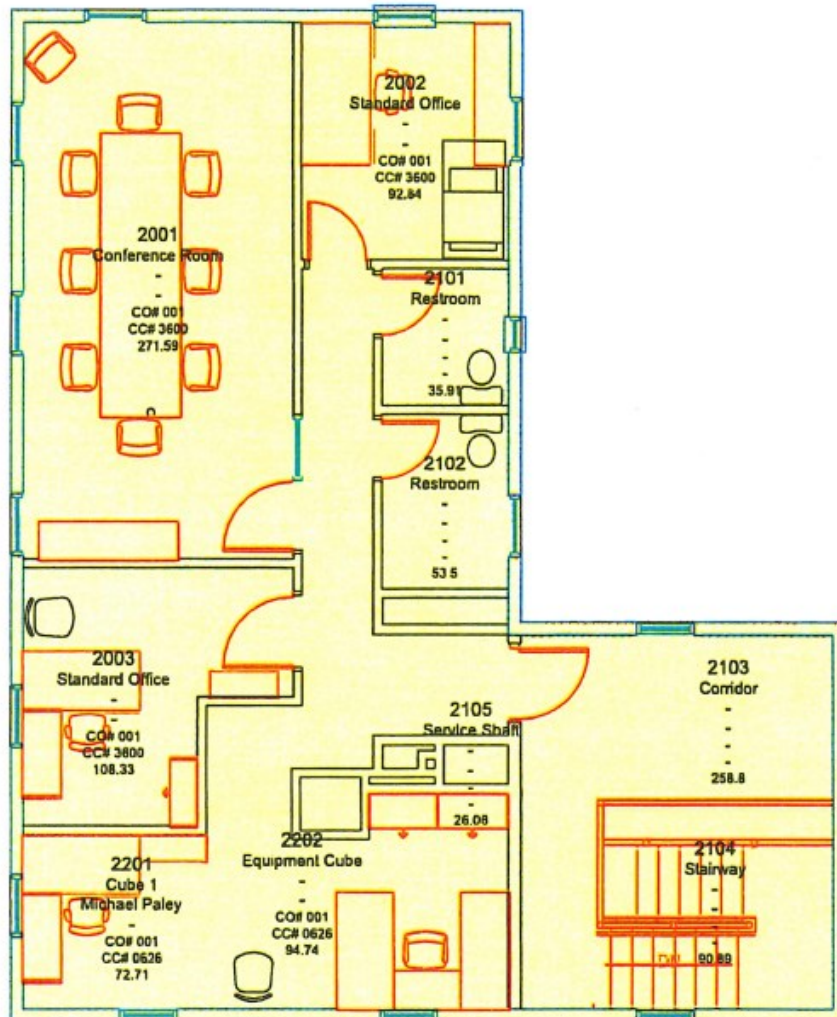 2002
Standard Office
-
-
CO# 001
CC# 3600
92.84
2001
Conference Room
-
-
CO# 001
CC# 3600
271.59
2101
Restroom
-
-
-
-
35.91
2102
Restroom
-
-
-
-
53.5
2003
Standard Office
-
-
CO# 001
CC# 3600
108.33
2103
Corridor
-
-
-
-
258.8
2105
Service Shaft
-
-
-
-
26.08
2104
Stairway
-
-
-
-
90.89
2202
Equipment Cube
-
-
CO# 001
CC# 0626
94.74
2201
Cube 1
Michael Paley
-
CO# 001
CC# 0626
72.71